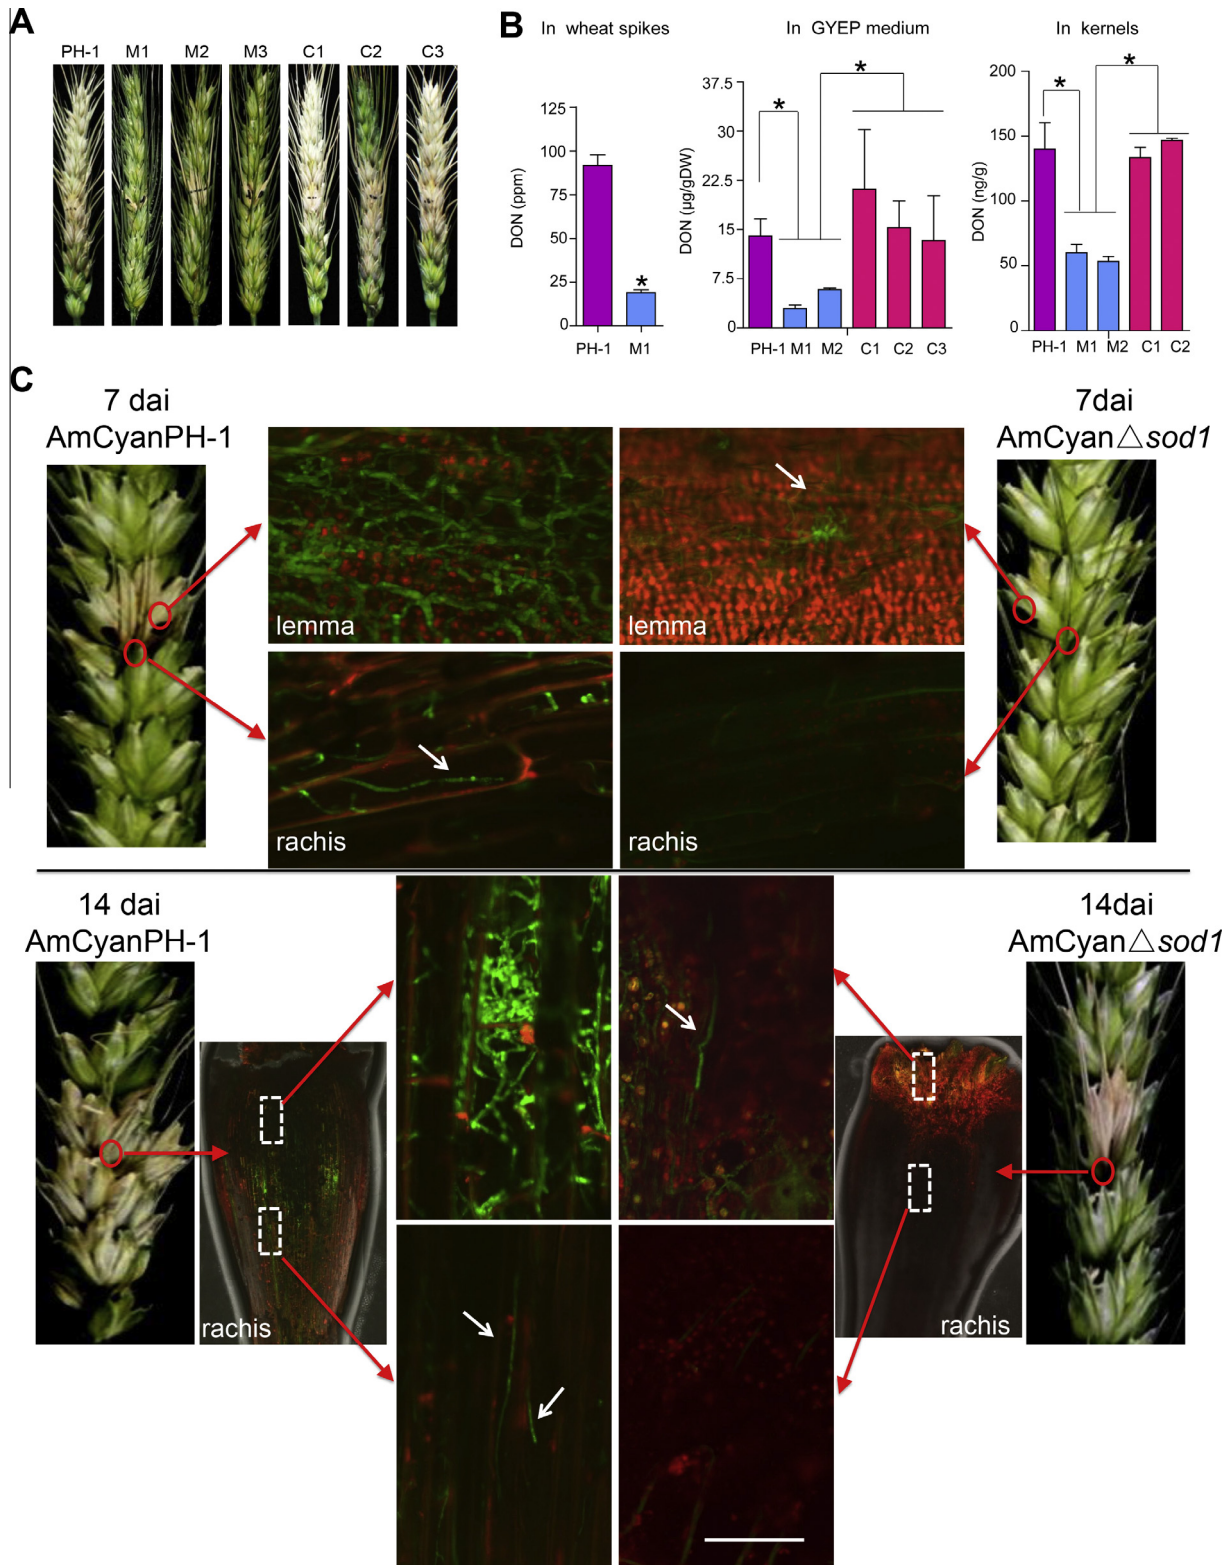 A
PH-1 M1 M2 M3 C1 C2 C3
B
In wheat spikes
DON (ppm)
125
100
75
50
25
0
*
PH-1 M1
In GYEP medium
DON (µg/gDW)
37.5
30
22.5
15
7.5
0
*
*
PH-1 M1 M2 C1 C2 C3
In kernels
DON (ng/g)
200
150
100
50
0
*
*
PH-1 M1 M2 C1 C2
C
7 dai
AmCyanPH-1
7dai
AmCyan△sod1
lemma
lemma
rachis
rachis
14 dai
AmCyanPH-1
14dai
AmCyan△sod1
rachis
rachis